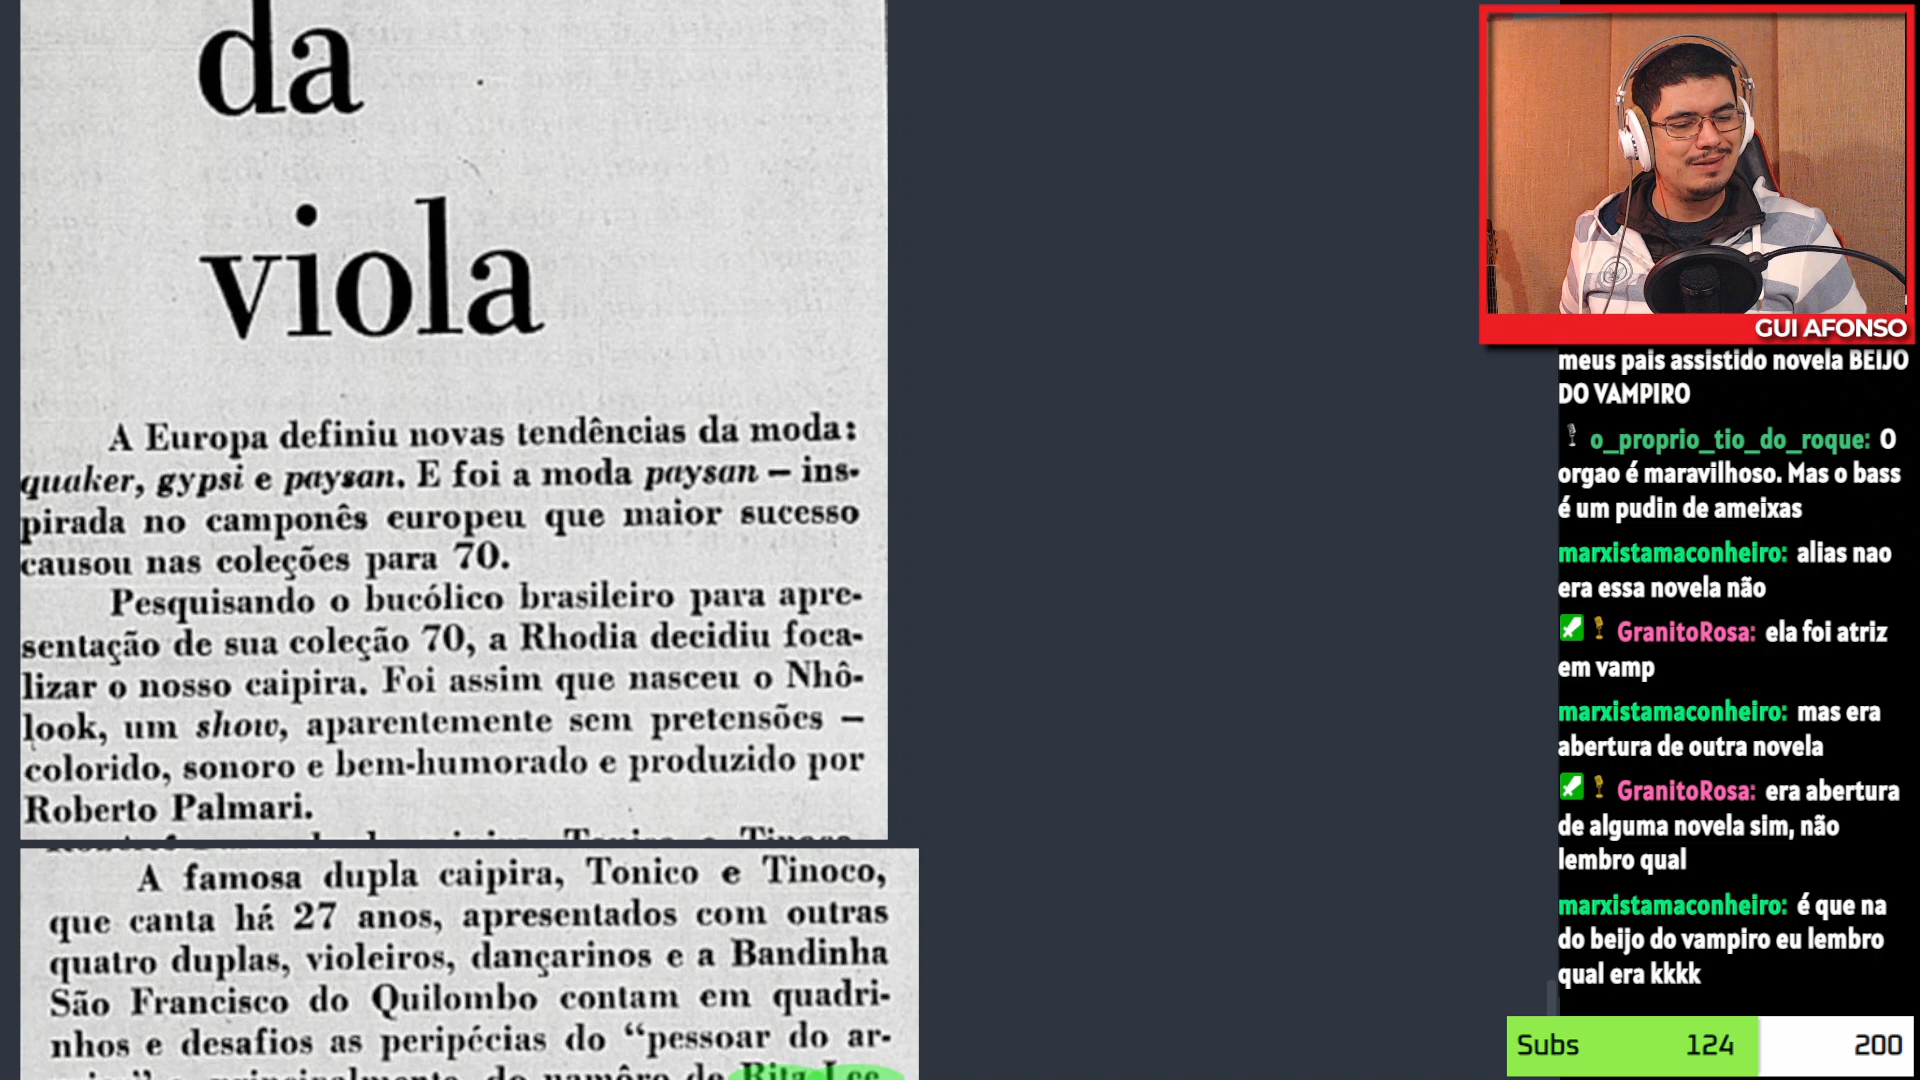 da
viola
A Europa definiu novas tendências da moda:
quaker, gypsi e paysan. E foi a moda paysan — ins-
pirada no camponês europeu que maior sucesso
causou nas coleções para 70.
Pesquisando o bucólico brasileiro para apre-
sentação de sua coleção 70, a Rhodia decidiu foca-
lizar o nosso caipira. Foi assim que nasceu o Nhô-
look, um show, aparentemente sem pretensões —
colorido, sonoro e bem-humorado e produzido por
Roberto Palmari.
A famosa dupla caipira, Tonico e Tinoco,
que canta há 27 anos, apresentados com outras
quatro duplas, violeiros, dançarinos e a Bandinha
São Francisco do Quilombo contam em quadri-
nhos e desafios as peripécias do “pessoar do ar-
principalmente, do namôro de Rita Lee
GUI AFONSO
meus pais assistido novela BEIJO
DO VAMPIRO
o_proprio_tio_do_roque: O
orgao é maravilhoso. Mas o bass
é um pudin de ameixas
marxistamaconheiro: alias nao
era essa novela não
GranitoRosa: ela foi atriz
em vamp
marxistamaconheiro: mas era
abertura de outra novela
GranitoRosa: era abertura
de alguma novela sim, não
lembro qual
marxistamaconheiro: é que na
do beijo do vampiro eu lembro
qual era kkkk
Subs 124 200